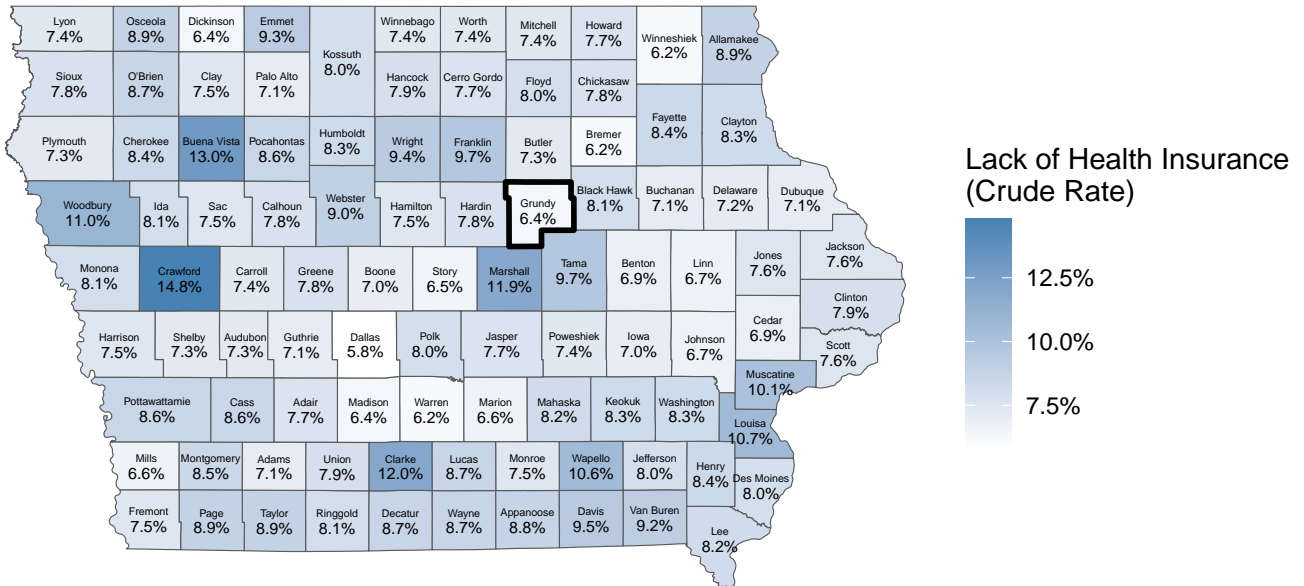 Lyon
7.4%
Osceola
8.9%
Dickinson
6.4%
Emmet
9.3%
Kossuth
8.0%
Winnebago
7.4%
Worth
7.4%
Mitchell
7.4%
Howard
7.7%
Winneshiek
6.2%
Allamakee
8.9%
Sioux
7.8%
O'Brien
8.7%
Clay
7.5%
Palo Alto
7.1%
Hancock
7.9%
Cerro Gordo
7.7%
Floyd
8.0%
Chickasaw
7.8%
Fayette
8.4%
Clayton
8.3%
Plymouth
7.3%
Cherokee
8.4%
Buena Vista
13.0%
Pocahontas
8.6%
Humboldt
8.3%
Wright
9.4%
Franklin
9.7%
Butler
7.3%
Bremer
6.2%
Woodbury
11.0%
Ida
8.1%
Sac
7.5%
Calhoun
7.8%
Webster
9.0%
Hamilton
7.5%
Hardin
7.8%
Grundy
6.4%
Black Hawk
8.1%
Buchanan
7.1%
Delaware
7.2%
Dubuque
7.1%
Monona
8.1%
Crawford
14.8%
Carroll
7.4%
Greene
7.8%
Boone
7.0%
Story
6.5%
Marshall
11.9%
Tama
9.7%
Benton
6.9%
Linn
6.7%
Jones
7.6%
Jackson
7.6%
Clinton
7.9%
Harrison
7.5%
Shelby
7.3%
Audubon
7.3%
Guthrie
7.1%
Dallas
5.8%
Polk
8.0%
Jasper
7.7%
Poweshiek
7.4%
Iowa
7.0%
Johnson
6.7%
Cedar
6.9%
Scott
7.6%
Muscatine
10.1%
Pottawattamie
8.6%
Cass
8.6%
Adair
7.7%
Madison
6.4%
Warren
6.2%
Marion
6.6%
Mahaska
8.2%
Keokuk
8.3%
Washington
8.3%
Louisa
10.7%
Mills
6.6%
Montgomery
8.5%
Adams
7.1%
Union
7.9%
Clarke
12.0%
Lucas
8.7%
Monroe
7.5%
Wapello
10.6%
Jefferson
8.0%
Henry
8.4%
Des Moines
8.0%
Fremont
7.5%
Page
8.9%
Taylor
8.9%
Ringgold
8.1%
Decatur
8.7%
Wayne
8.7%
Appanoose
8.8%
Davis
9.5%
Van Buren
9.2%
Lee
8.2%
Lack of Health Insurance
(Crude Rate)
12.5%
10.0%
7.5%